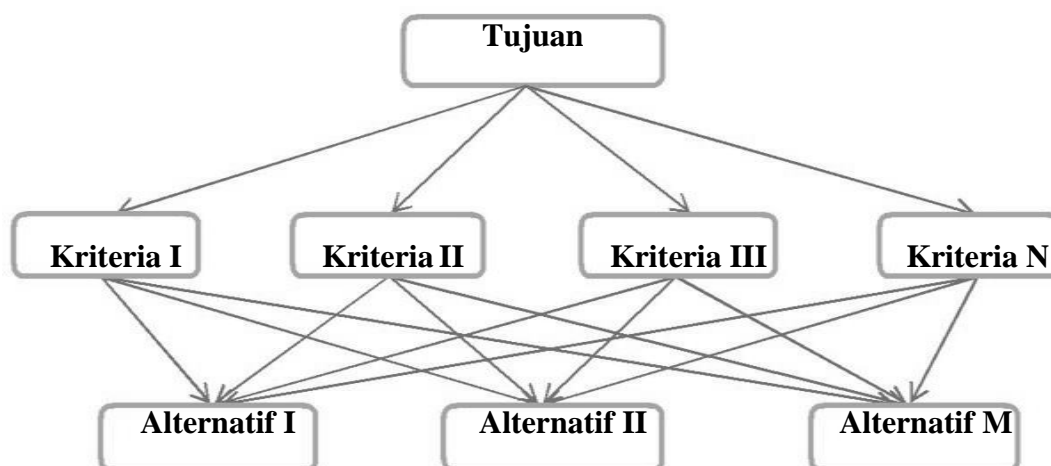 Tujuan
Kriteria I
Kriteria II
Kriteria III
Kriteria N
Alternatif I
Alternatif II
Alternatif M